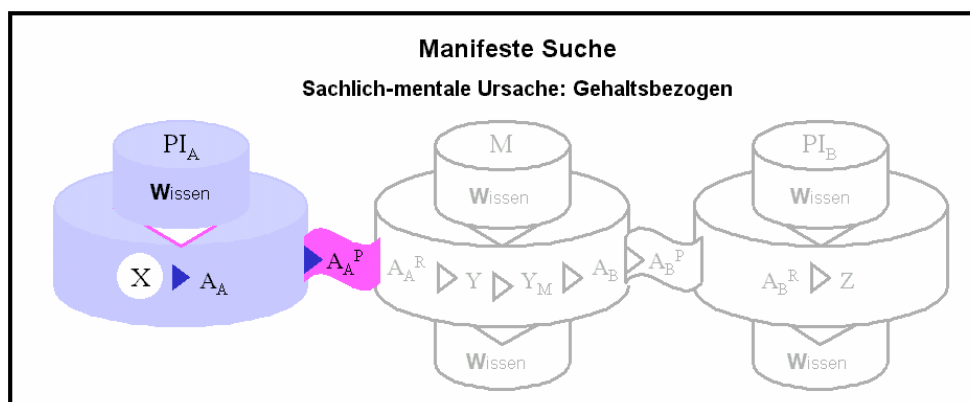 Manifeste Suche
Sachlich-mentale Ursache: Gehaltsbezogen
PI_A M PI_B
Wissen Wissen Wissen
X A_A A_A^P A_A^R Y Y_M A_B A_B^P A_B^R Z
Wissen Wissen